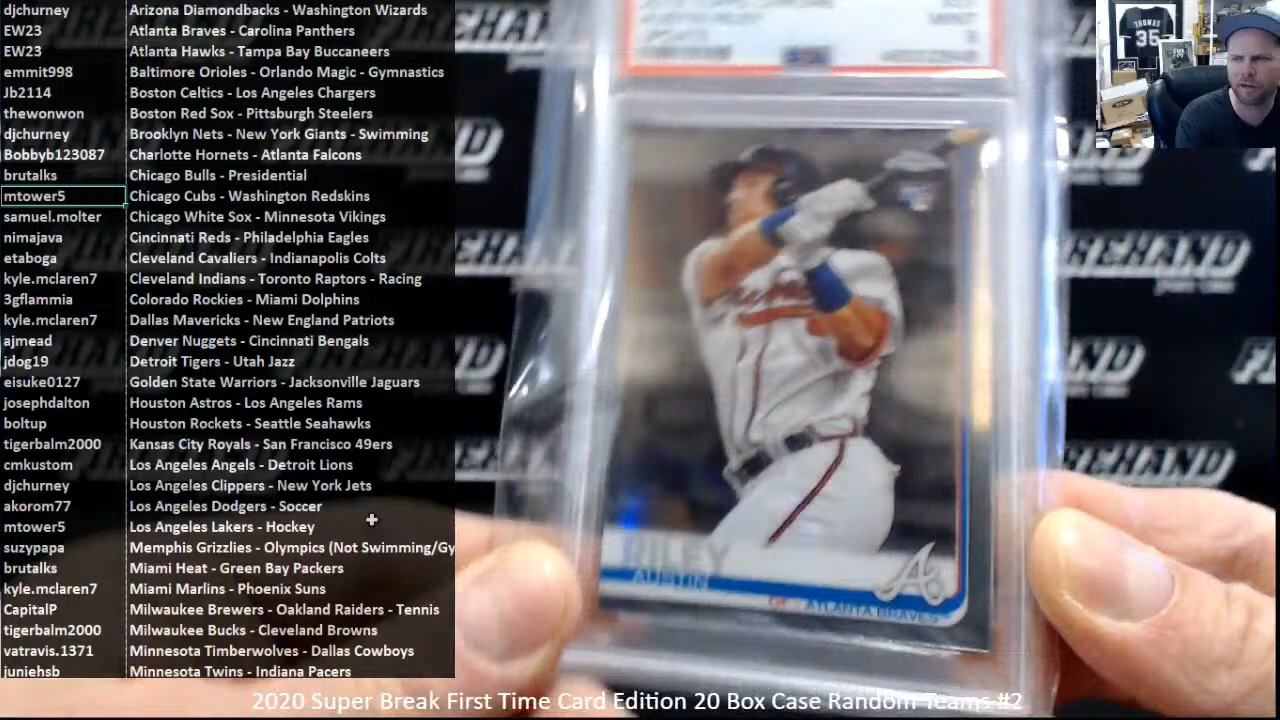 djchurney Arizona Diamondbacks - Washington Wizards
EW23 Atlanta Braves - Carolina Panthers
EW23 Atlanta Hawks - Tampa Bay Buccaneers
emmit998 Baltimore Orioles - Orlando Magic - Gymnastics
Jb2114 Boston Celtics - Los Angeles Chargers
thewonwon Boston Red Sox - Pittsburgh Steelers
djchurney Brooklyn Nets - New York Giants - Swimming
Bobbyb123087 Charlotte Hornets - Atlanta Falcons
brutalks Chicago Bulls - Presidential
mtower5 Chicago Cubs - Washington Redskins
samuel.molter Chicago White Sox - Minnesota Vikings
nimajava Cincinnati Reds - Philadelphia Eagles
etaboga Cleveland Cavaliers - Indianapolis Colts
kyle.mclaren7 Cleveland Indians - Toronto Raptors - Racing
3gflammia Colorado Rockies - Miami Dolphins
kyle.mclaren7 Dallas Mavericks - New England Patriots
ajmead Denver Nuggets - Cincinnati Bengals
jdog19 Detroit Tigers - Utah Jazz
eisuke0127 Golden State Warriors - Jacksonville Jaguars
josephdalton Houston Astros - Los Angeles Rams
boltup Houston Rockets - Seattle Seahawks
tigerbalm2000 Kansas City Royals - San Francisco 49ers
cmkustom Los Angeles Angels - Detroit Lions
djchurney Los Angeles Clippers - New York Jets
akorom77 Los Angeles Dodgers - Soccer
mtower5 Los Angeles Lakers - Hockey
suzypapa Memphis Grizzlies - Olympics (Not Swimming/Gy
brutalks Miami Heat - Green Bay Packers
kyle.mclaren7 Miami Marlins - Phoenix Suns
CapitalP Milwaukee Brewers - Oakland Raiders - Tennis
tigerbalm2000 Milwaukee Bucks - Cleveland Browns
vatravis.1371 Minnesota Timberwolves - Dallas Cowboys
juniehsb Minnesota Twins - Indiana Pacers
THOMAS
35
FIREHAND
RILEY
AUSTIN
ATLANTA BRAVES
2020 Super Break First Time Card Edition 20 Box Case Random Teams #2